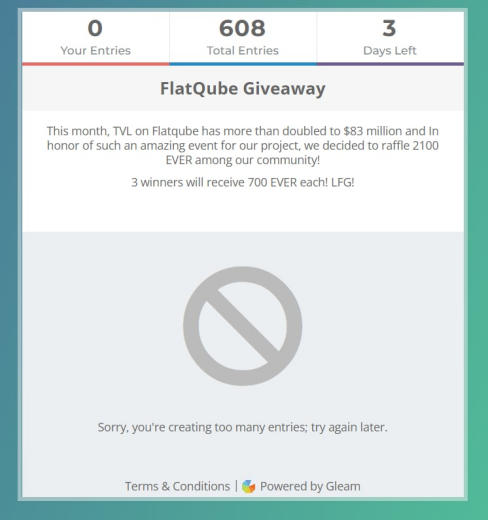 0 608 3
Your Entries Total Entries Days Left
FlatQube Giveaway
This month, TVL on Flatqube has more than doubled to $83 million and In
honor of such an amazing event for our project, we decided to raffle 2100
EVER among our community!
3 winners will receive 700 EVER each! LFG!
Sorry, you're creating too many entries; try again later.
Terms & Conditions | Powered by Gleam